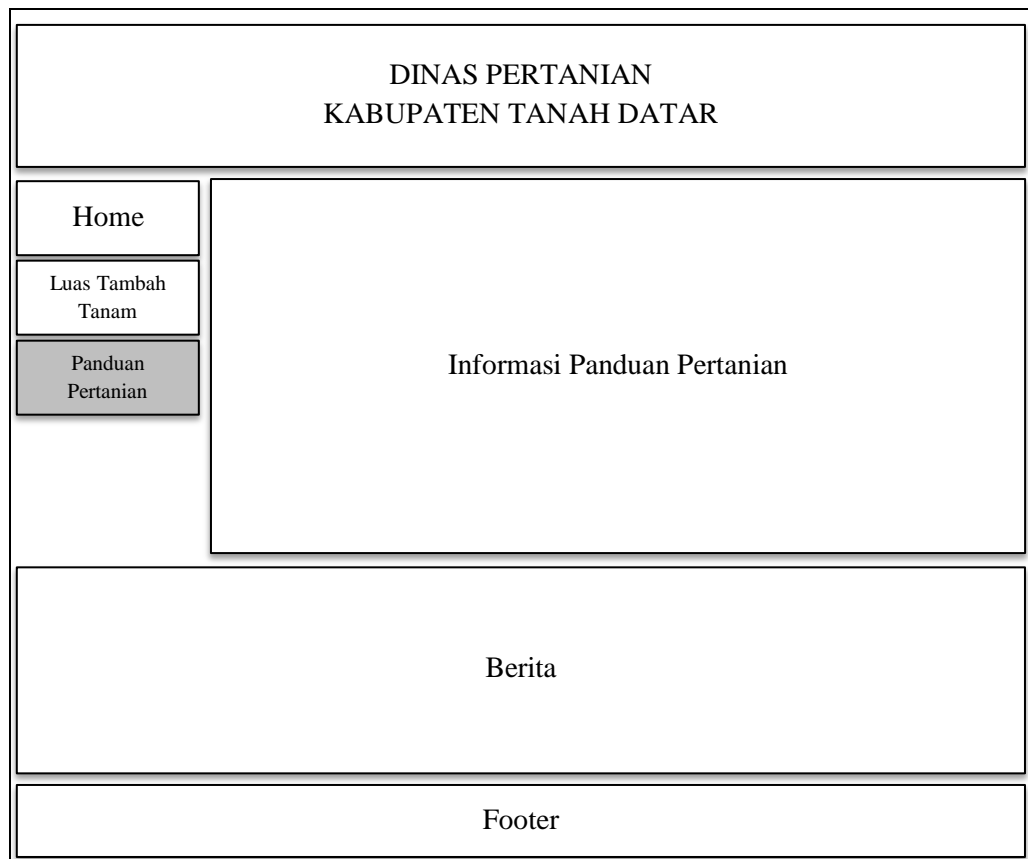 DINAS PERTANIAN
KABUPATEN TANAH DATAR
Home
Luas Tambah
Tanam
Panduan
Pertanian
Informasi Panduan Pertanian
Berita
Footer